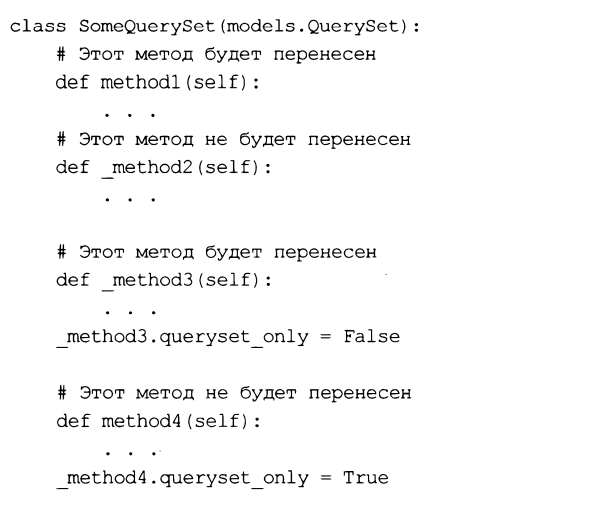 class SomeQuerySet(models.QuerySet):
    # Этот метод будет перенесен
    def method1(self):
        . . .
    # Этот метод не будет перенесен
    def _method2(self):
        . . .

    # Этот метод будет перенесен
    def _method3(self):
        . . .
    _method3.queryset_only = False

    # Этот метод не будет перенесен
    def method4(self):
        . . .
    _method4.queryset_only = True